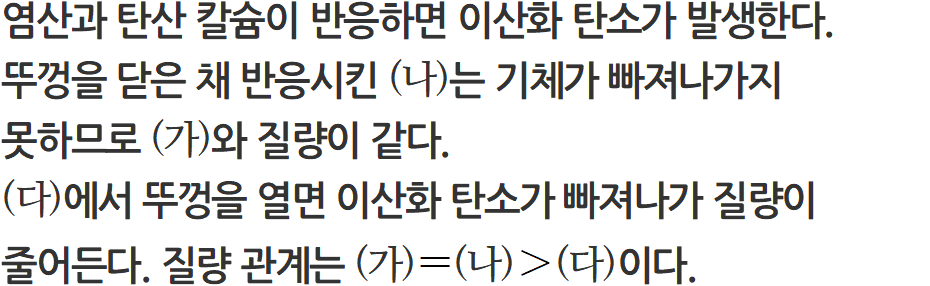 염산과 탄산 칼슘이 반응하면 이산화 탄소가 발생한다.
뚜껑을 닫은 채 반응시킨 (나)는 기체가 빠져나가지
못하므로 (가)와 질량이 같다.
(다)에서 뚜껑을 열면 이산화 탄소가 빠져나가 질량이
줄어든다. 질량 관계는 (가)=(나)>(다)이다.